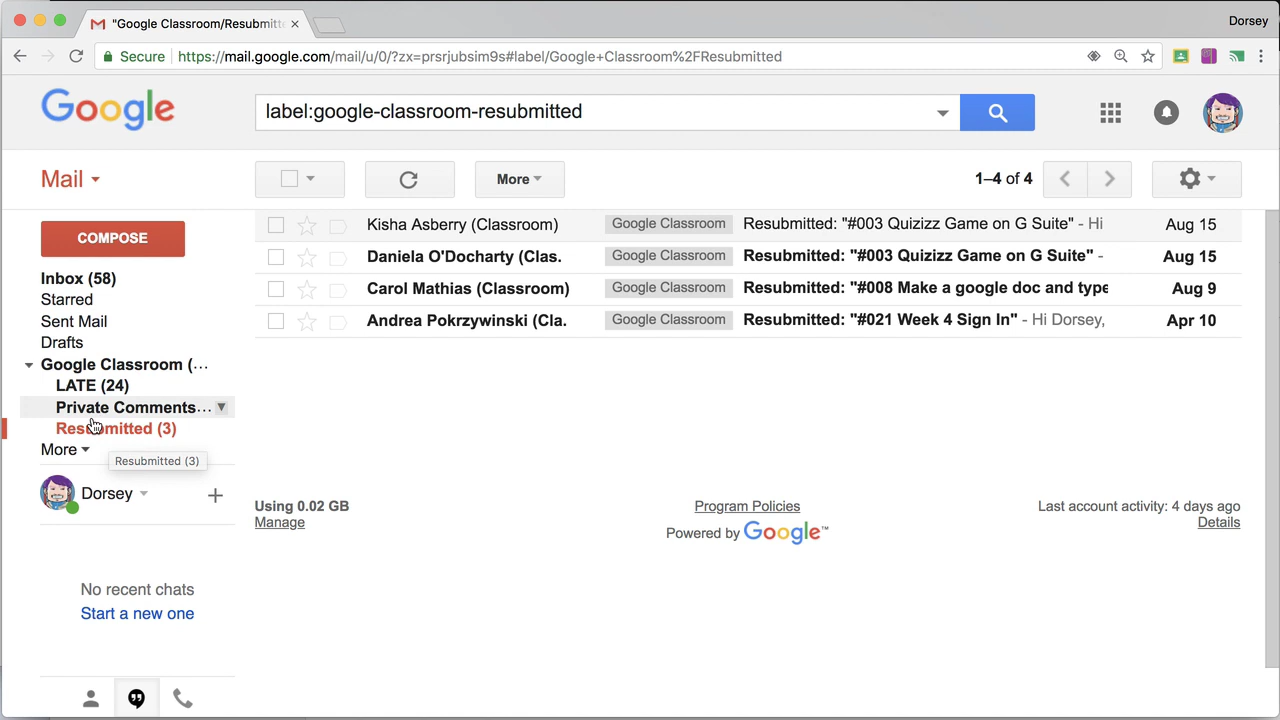 "Google Classroom/Resubmitt
Dorsey
Secure https://mail.google.com/mail/u/0/?zx=prsrjubsim9s#label/Google+Classroom%2FResubmitted
Google
label:google-classroom-resubmitted
Mail
More
1–4 of 4
COMPOSE
Inbox (58)
Starred
Sent Mail
Drafts
Google Classroom (...
LATE (24)
Private Comments...
Resubmitted (3)
More
Resubmitted (3)
Dorsey
No recent chats
Start a new one
Kisha Asberry (Classroom) Google Classroom Resubmitted: "#003 Quizizz Game on G Suite" - Hi Aug 15
Daniela O'Docharty (Clas. Google Classroom Resubmitted: "#003 Quizizz Game on G Suite" - Aug 15
Carol Mathias (Classroom) Google Classroom Resubmitted: "#008 Make a google doc and type Aug 9
Andrea Pokrzywinski (Cla. Google Classroom Resubmitted: "#021 Week 4 Sign In" - Hi Dorsey, Apr 10
Using 0.02 GB
Manage
Program Policies
Powered by Google™
Last account activity: 4 days ago
Details